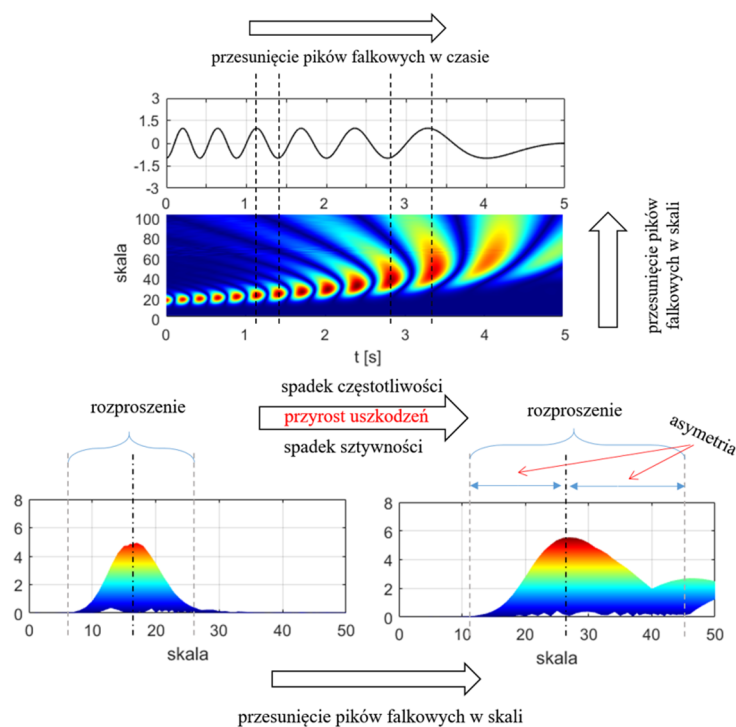 przesunięcie pików falkowych w czasie
3
1.5
0
-1.5
-3
0 1 2 3 4 5
100
80
60
40
20
0
skala
0 1 2 3 4 5
t [s]
przesunięcie pików
falkowych w skali
spadek częstotliwości
przyrost uszkodzeń
spadek sztywności
rozproszenie
rozproszenie
asymetria
8
6
4
2
0
0 10 20 30 40 50
skala
8
6
4
2
0
0 10 20 30 40 50
skala
przesunięcie pików falkowych w skali